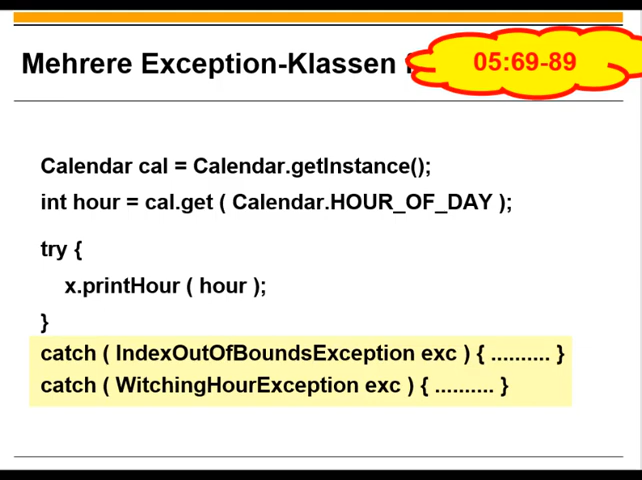 Mehrere Exception-Klassen
05:69-89
Calendar cal = Calendar.getInstance();
int hour = cal.get ( Calendar.HOUR_OF_DAY );
try {
x.printHour ( hour );
}
catch ( IndexOutOfBoundsException exc ) { .......... }
catch ( WitchingHourException exc ) { .......... }